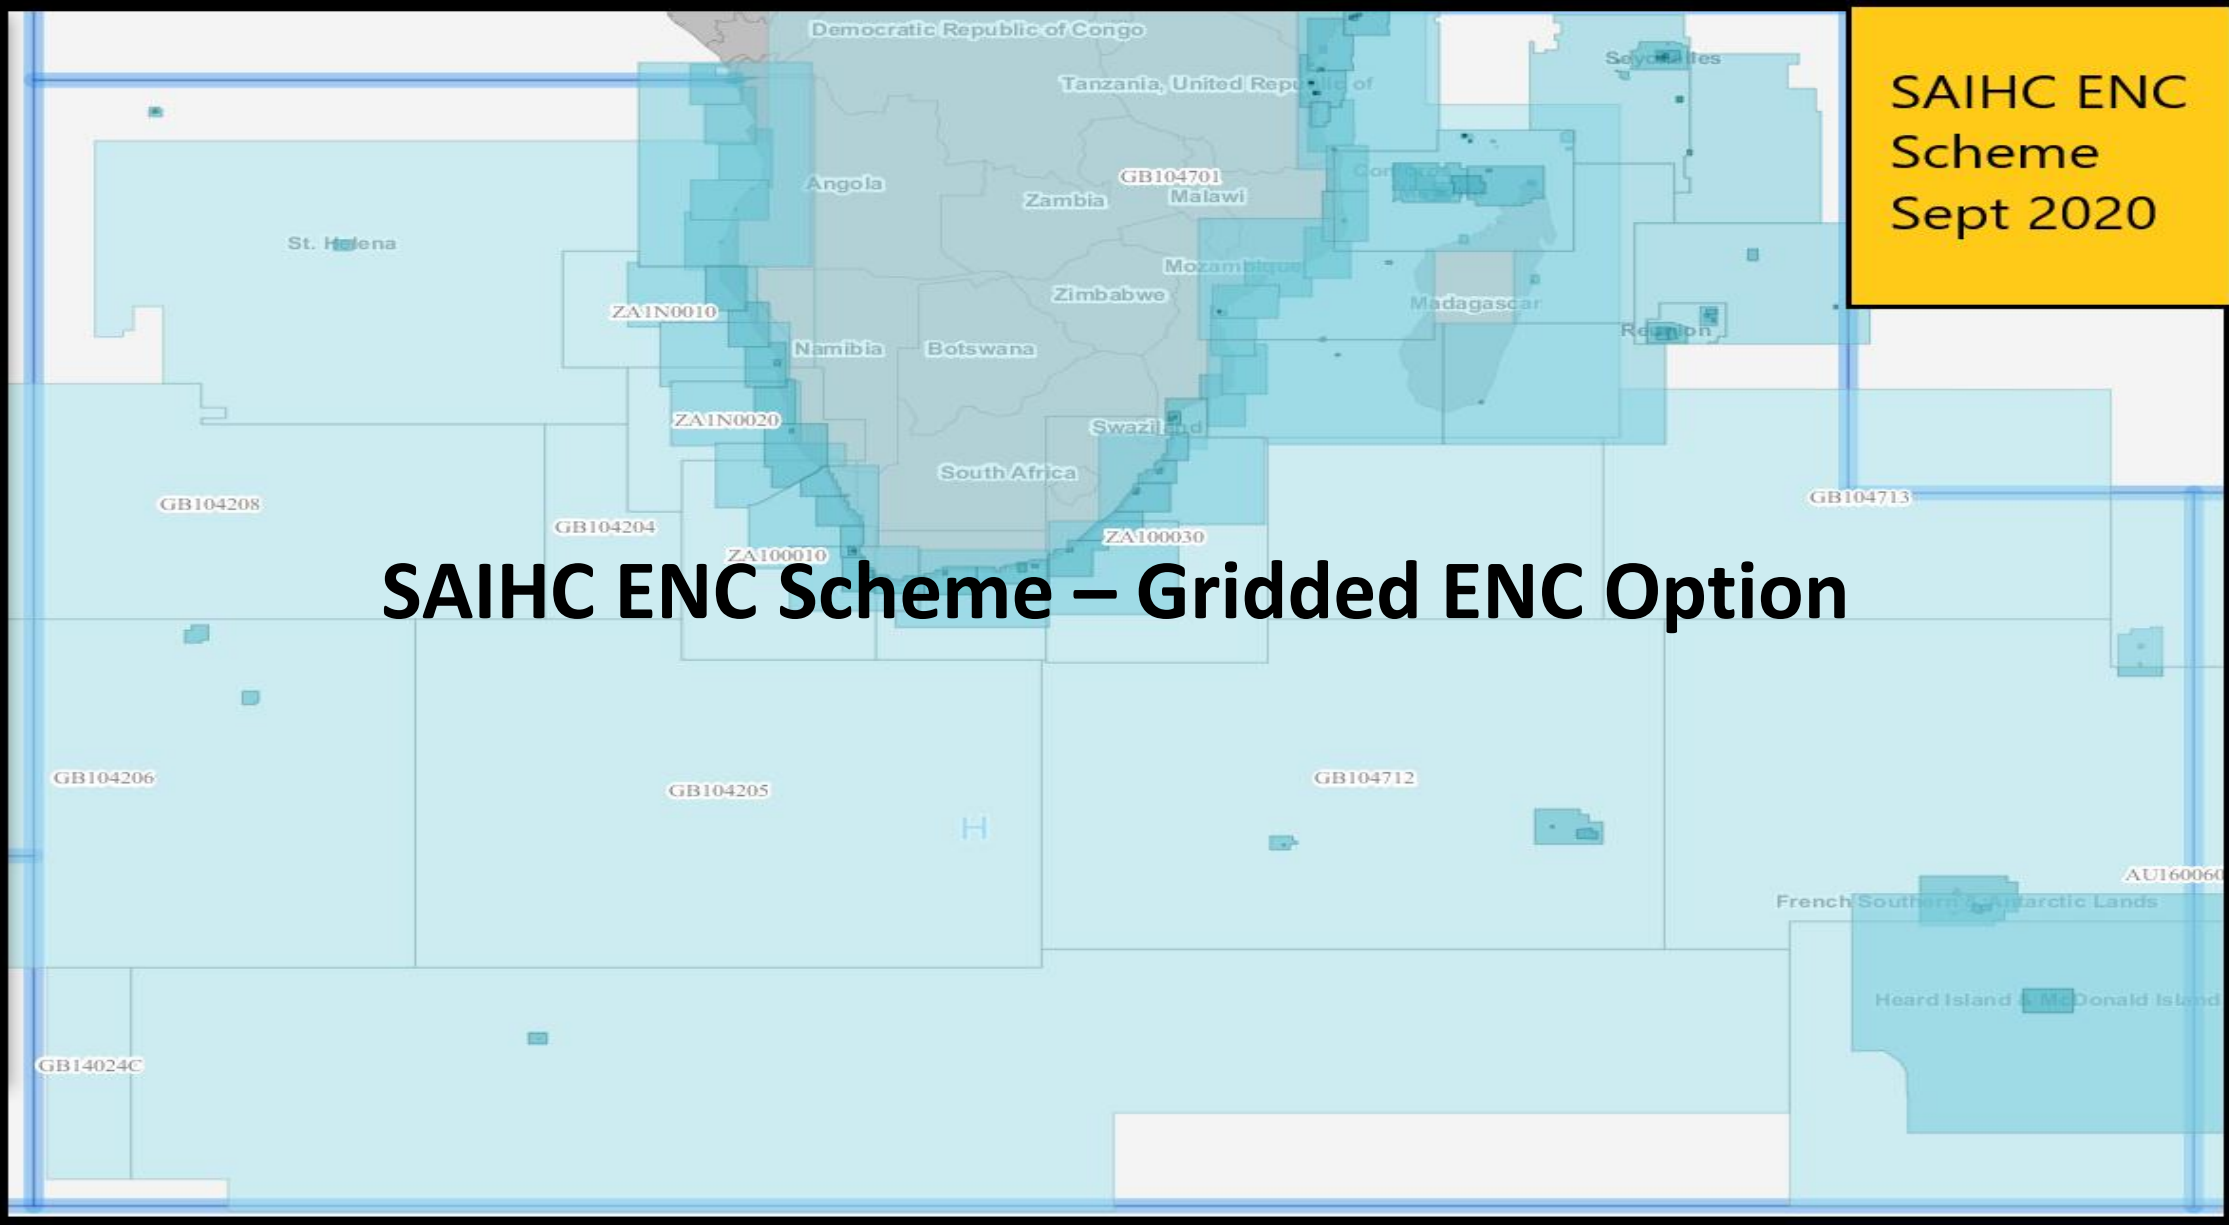 Democratic Republic of Congo
SAIHC ENC
Scheme
Sept 2020
Tanzania, United Republic of
GB104701
Angola
Zambia
Malawi
St. Helena
Mozambique
Zimbabwe
Madagascar
ZA1N0010
Namibia
Botswana
Reunion
ZA1N0020
Swaziland
South Africa
GB104713
GB104208
GB104204
ZA100030
ZA100010
SAIHC ENC Scheme – Gridded ENC Option
GB104206
GB104712
GB104205
H
AU160060
French Southern & Antarctic Lands
Heard Island & McDonald Island
GB14024C